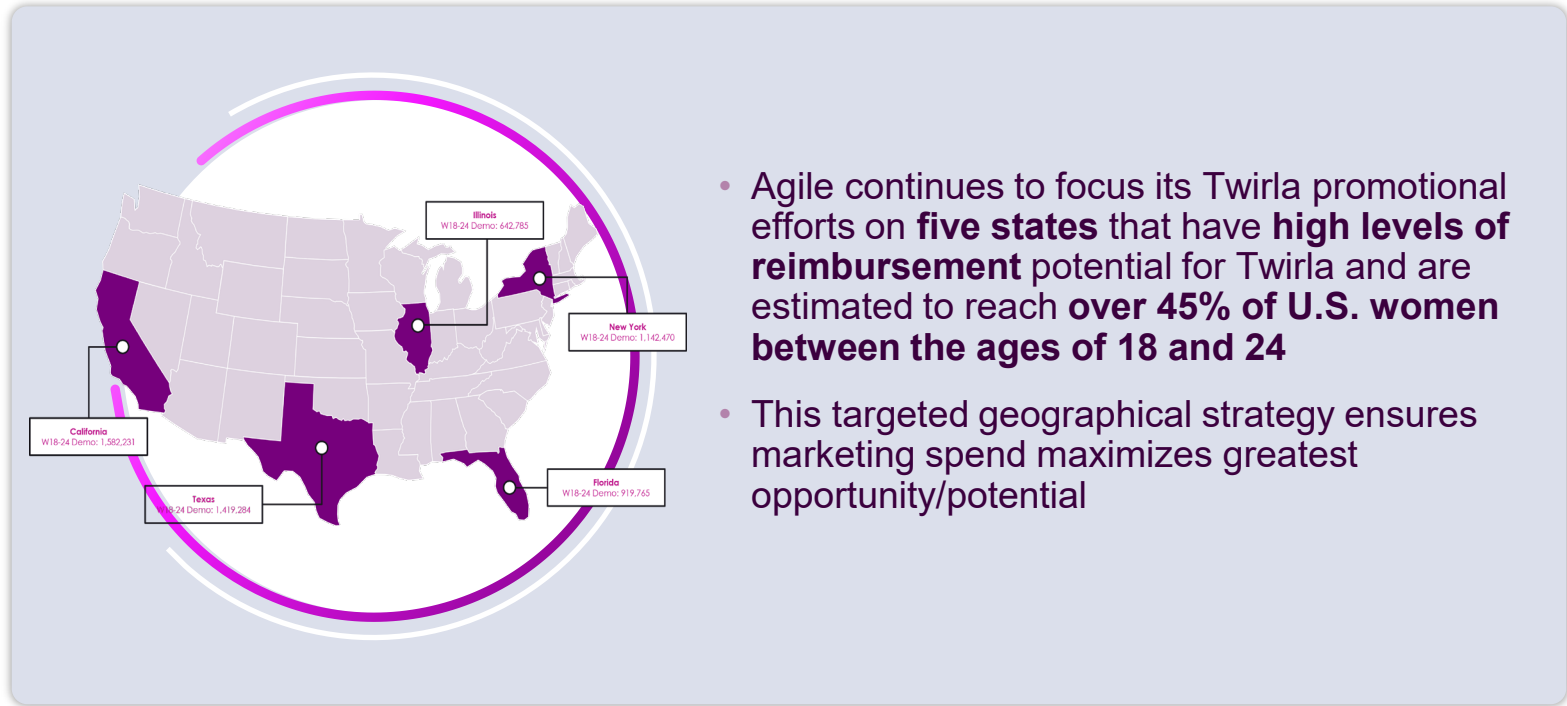 Illinois
W18-24 Demo: 642,785
New York
W18-24 Demo: 1,142,470
California
W18-24 Demo: 1,582,231
Texas
W18-24 Demo: 1,419,284
Florida
W18-24 Demo: 919,765
• Agile continues to focus its Twirla promotional
efforts on five states that have high levels of
reimbursement potential for Twirla and are
estimated to reach over 45% of U.S. women
between the ages of 18 and 24
• This targeted geographical strategy ensures
marketing spend maximizes greatest
opportunity/potential